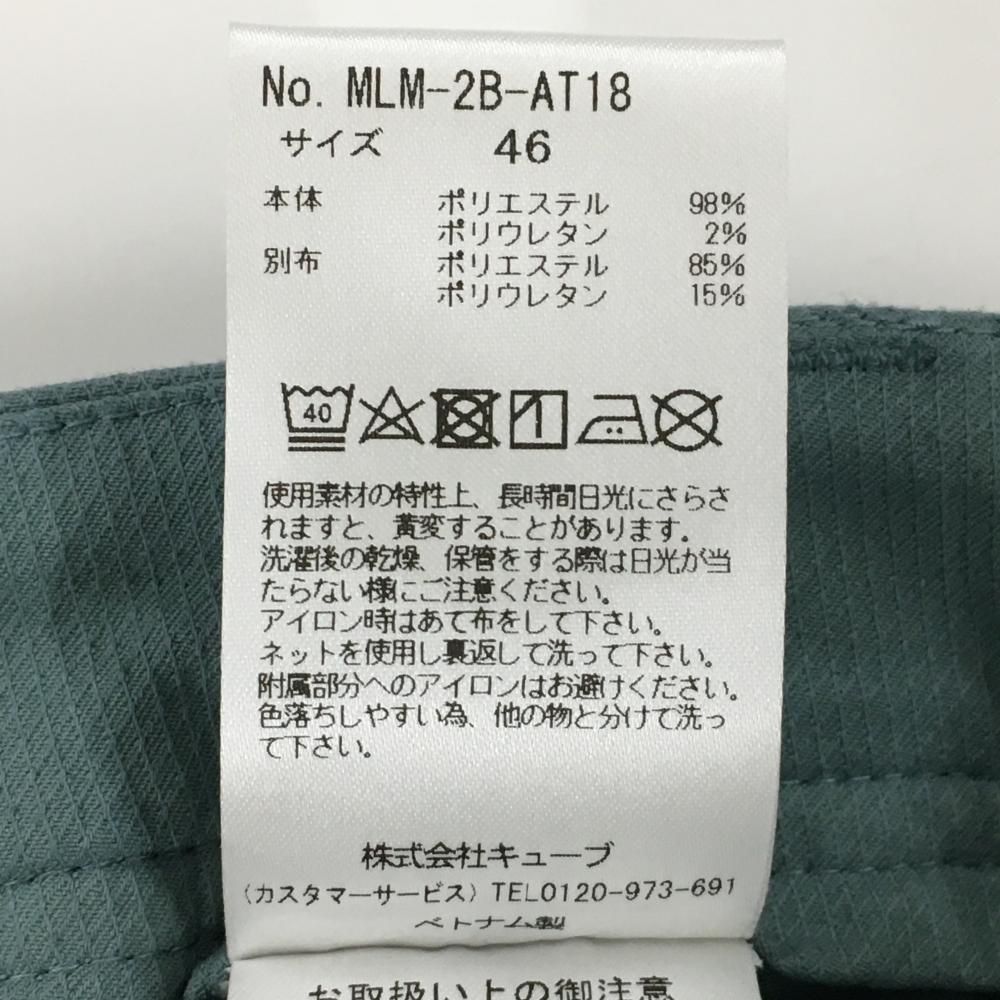 No. MLM-2B-AT18
サイズ 46
本体 ポリエステル 98%
ポリウレタン 2%
別布 ポリエステル 85%
ポリウレタン 15%
40
使用素材の特性上、長時間日光にさらさ
れますと、黄変することがあります。
洗濯後の乾燥、保管をする際は日光が当
たらない様にご注意ください。
アイロン時はあて布をして下さい。
ネットを使用し裏返して洗って下さい。
附属部分へのアイロンはお避けください。
色落ちしやすい為、他の物と分けて洗っ
て下さい。
株式会社キューブ
(カスタマーサービス) TEL0120-973-691
ベトナム製
お取扱い上の御注意